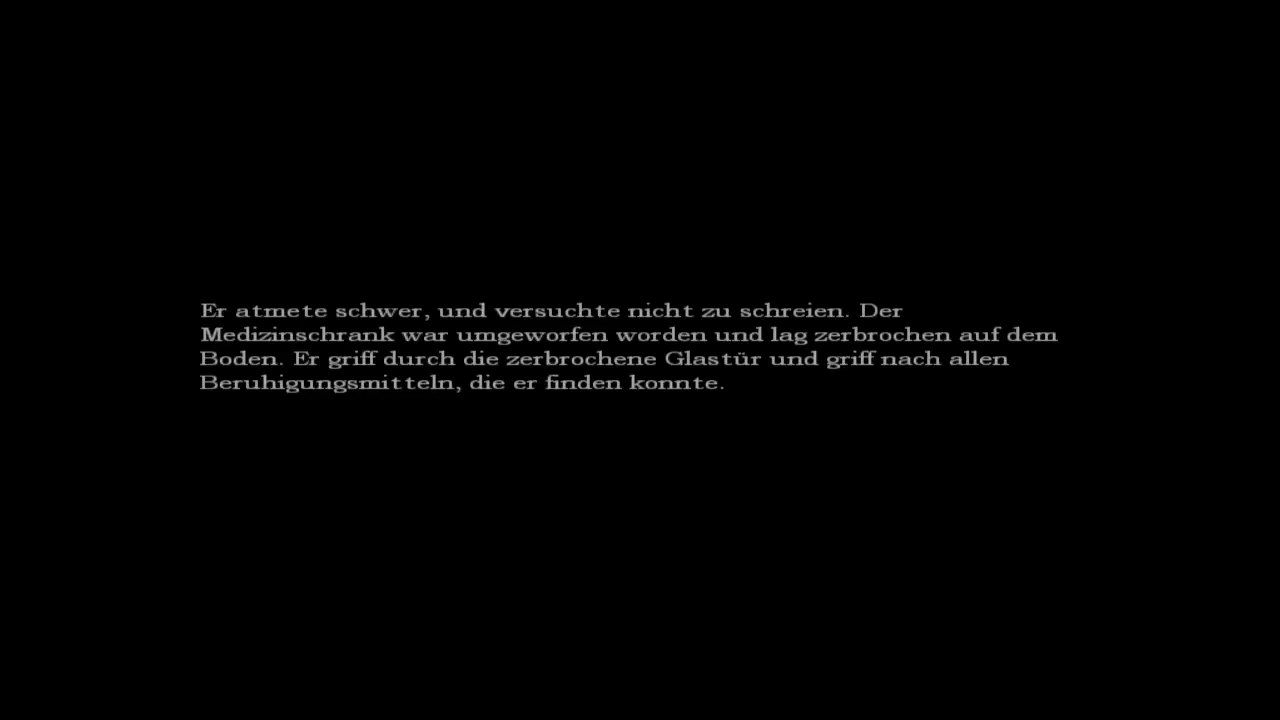 Er atmete schwer, und versuchte nicht zu schreien. Der
Medizinschrank war umgeworfen worden und lag zerbrochen auf dem
Boden. Er griff durch die zerbrochene Glastür und griff nach allen
Beruhigungsmitteln, die er finden konnte.